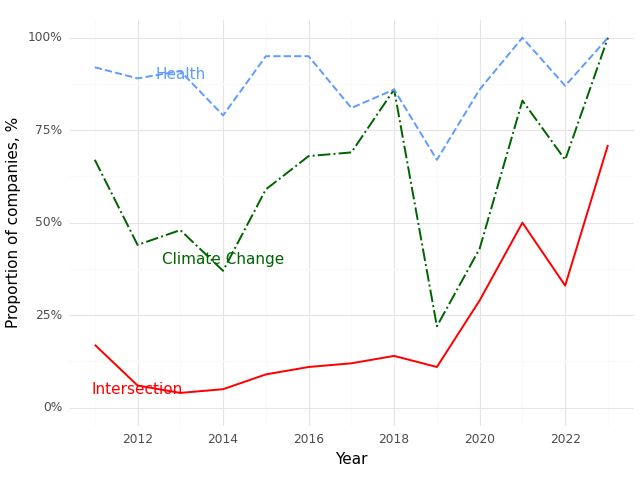 100%
75%
50%
25%
0%
Proportion of companies, %
Health
Climate Change
Intersection
2012 2014 2016 2018 2020 2022
Year